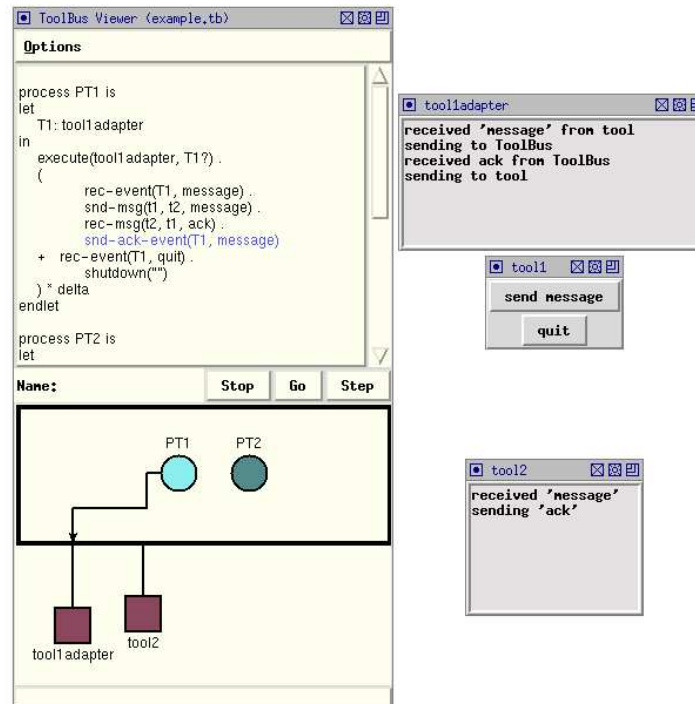 ToolBus Viewer (example.tb)
Options
process PT1 is
let
T1: tool1adapter
in
execute(tool1adapter, T1?) .
(
rec-event(T1, message) .
snd-msg(t1, t2, message) .
rec-msg(t2, t1, ack) .
snd-ack-event(T1, message)
+ rec-event(T1, quit) .
shutdown("")
) * delta
endlet
process PT2 is
let
Name:
Stop
Go
Step
PT1
PT2
tool1adapter
tool2
tool1adapter
received 'message' from tool
sending to ToolBus
received ack from ToolBus
sending to tool
tool1
send message
quit
tool2
received 'message'
sending 'ack'